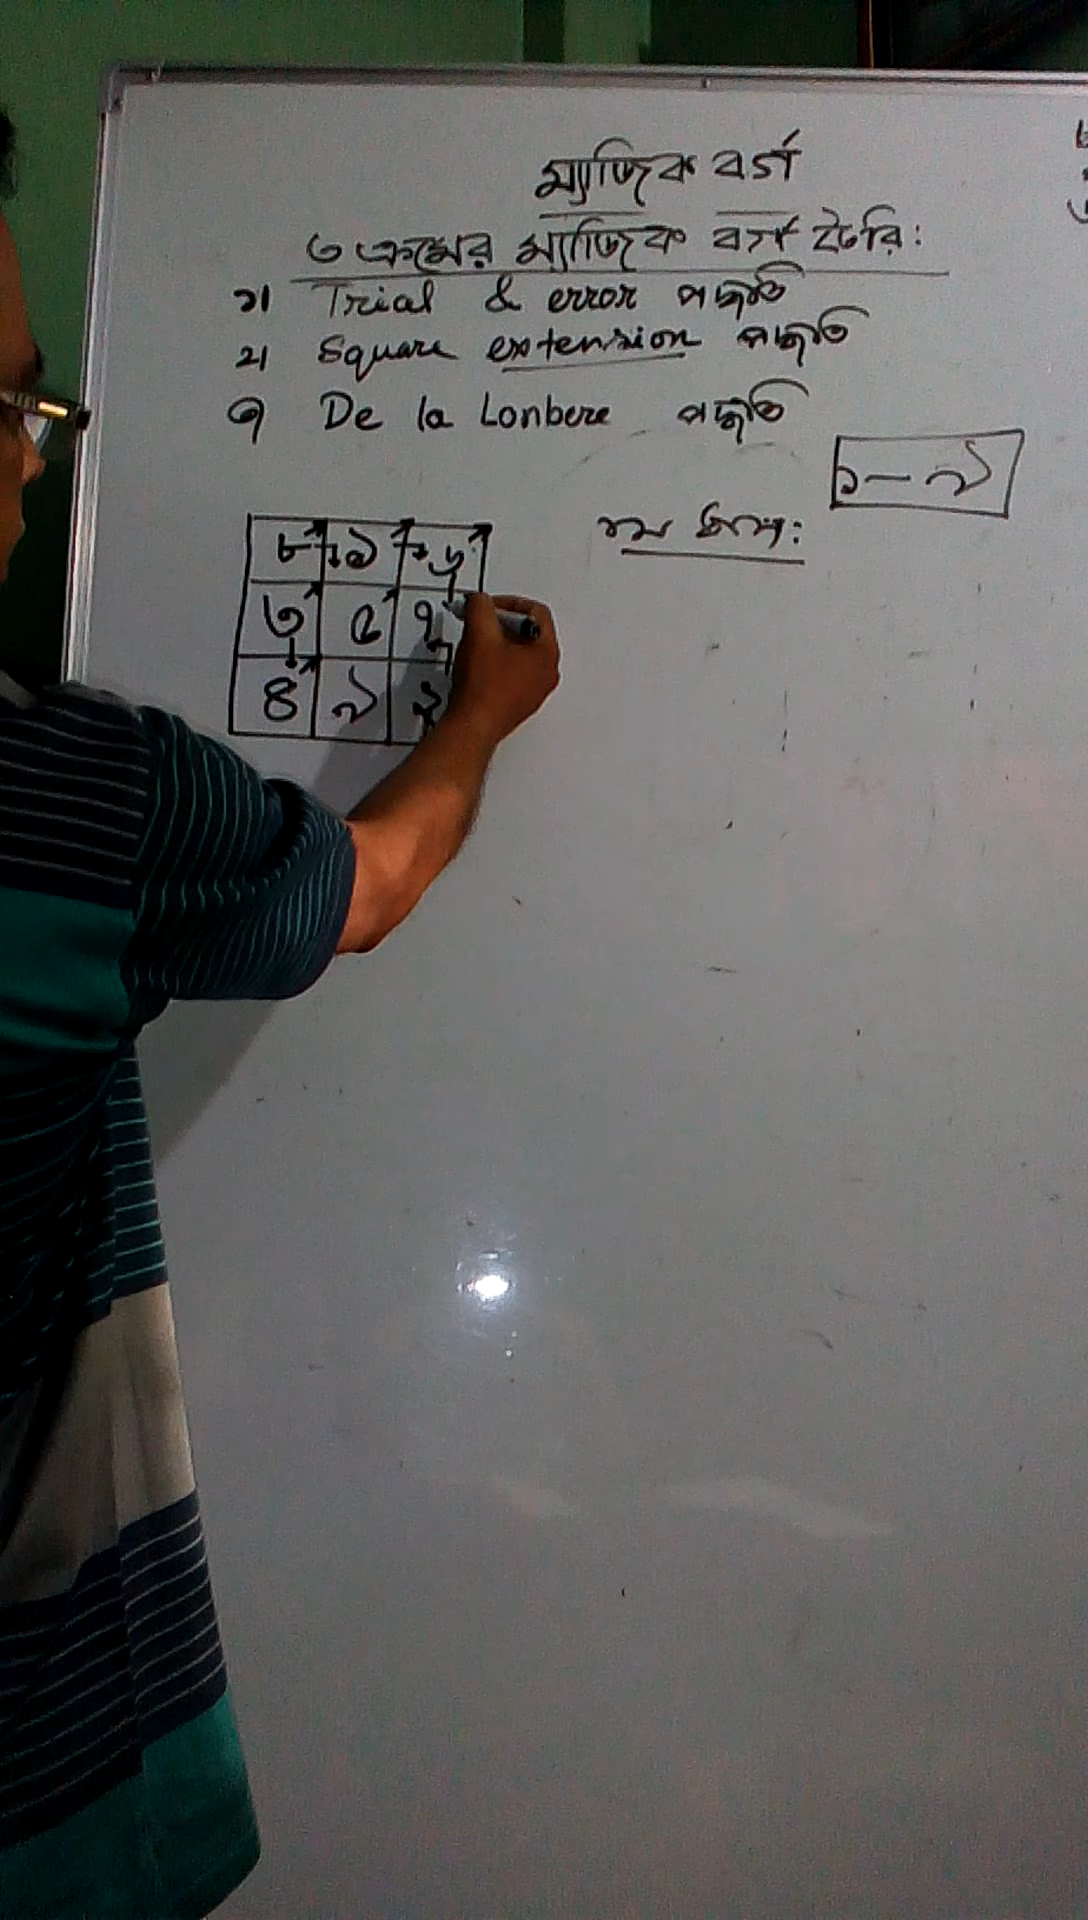 ম্যাজিক বর্গ
৩ ক্রমের ম্যাজিক বর্গ তৈরি:
১। Trial & error পদ্ধতি
২। Square extension পদ্ধতি
৩। De la Lonbere পদ্ধতি
১ — ৯
১ম ধাপ:
৮ ১ ৬
৩ ৫ ৭
৪ ৯ ২